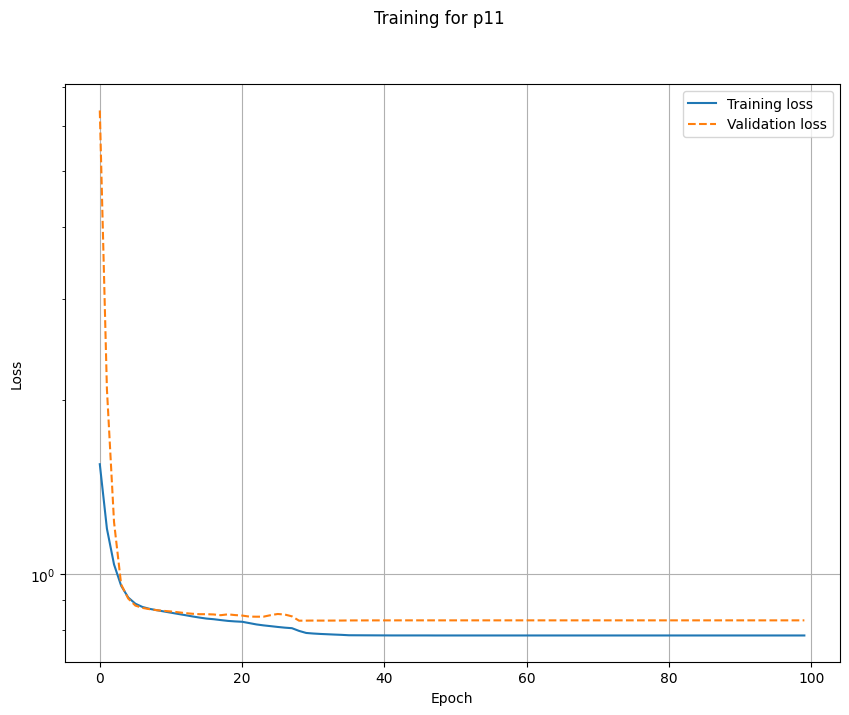 Training for p11
Training loss
Validation loss
Loss
10⁰
0 20 40 60 80 100
Epoch